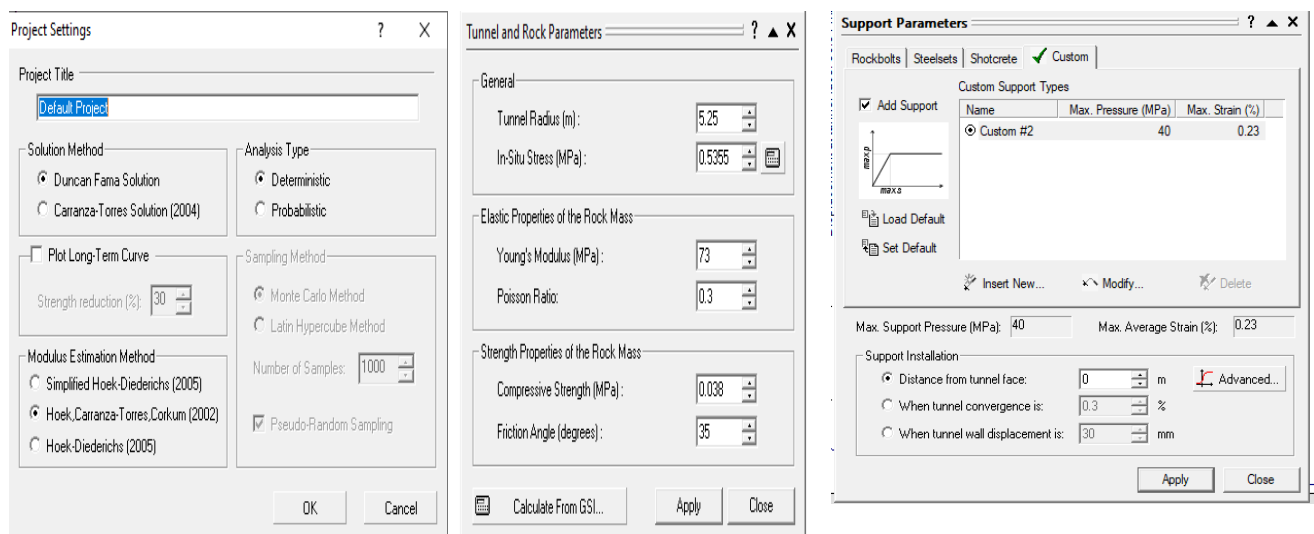 Project Settings ? X
Project Title
Default Project
Solution Method
Duncan Fama Solution
Carranza-Torres Solution (2004)
Analysis Type
Deterministic
Probabilistic
Plot Long-Term Curve
Strength reduction (%): 30
Sampling Method
Monte Carlo Method
Latin Hypercube Method
Number of Samples: 1000
Pseudo-Random Sampling
Modulus Estimation Method
Simplified Hoek-Diederichs (2005)
Hoek,Carranza-Torres,Corkum (2002)
Hoek-Diederichs (2005)
OK Cancel
Tunnel and Rock Parameters ? X
General
Tunnel Radius (m) : 5.25
In-Situ Stress (MPa) : 0.5355
Elastic Properties of the Rock Mass
Young's Modulus (MPa) : 73
Poisson Ratio: 0.3
Strength Properties of the Rock Mass
Compressive Strength (MPa) : 0.038
Friction Angle (degrees) : 35
Calculate From GSI... Apply Close
Support Parameters ? X
Rockbolts Steelsets Shotcrete Custom
Custom Support Types
Add Support
Name Max. Pressure (MPa) Max. Strain (%)
Custom #2 40 0.23
max p
max s
Load Default
Set Default
Insert New... Modify... Delete
Max. Support Pressure (MPa): 40 Max. Average Strain (%): 0.23
Support Installation
Distance from tunnel face: 0 m Advanced...
When tunnel convergence is: 0.3 %
When tunnel wall displacement is: 30 mm
Apply Close